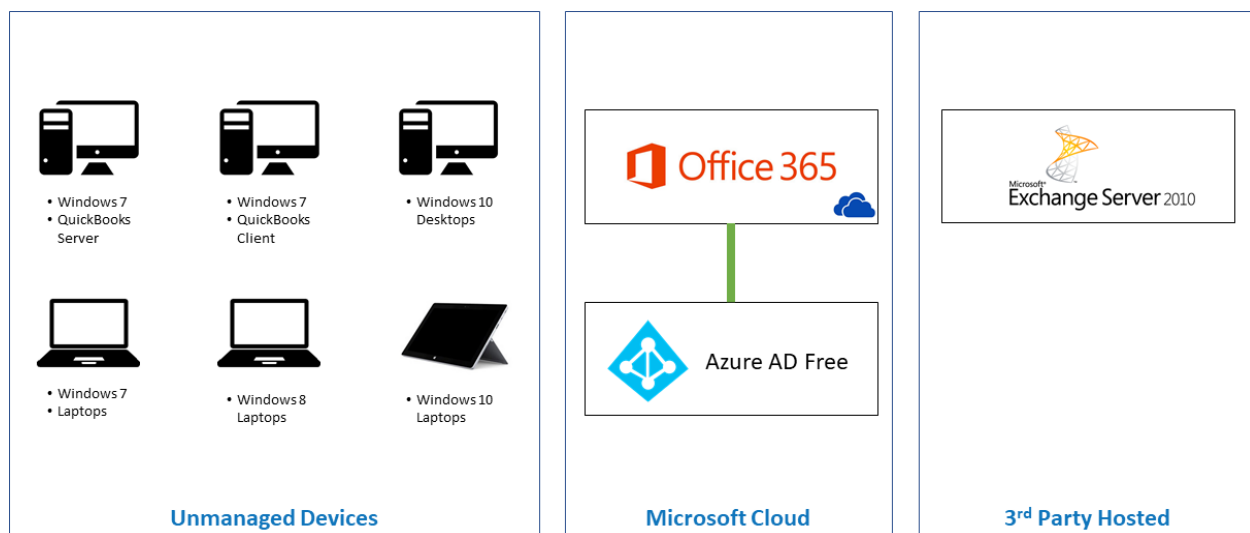 • Windows 7
• QuickBooks
Server
• Windows 7
• QuickBooks
Client
• Windows 10
Desktops
• Windows 7
• Laptops
• Windows 8
Laptops
• Windows 10
Laptops
Unmanaged Devices
Office 365
Azure AD Free
Microsoft Cloud
Microsoft®
Exchange Server 2010
3rd Party Hosted